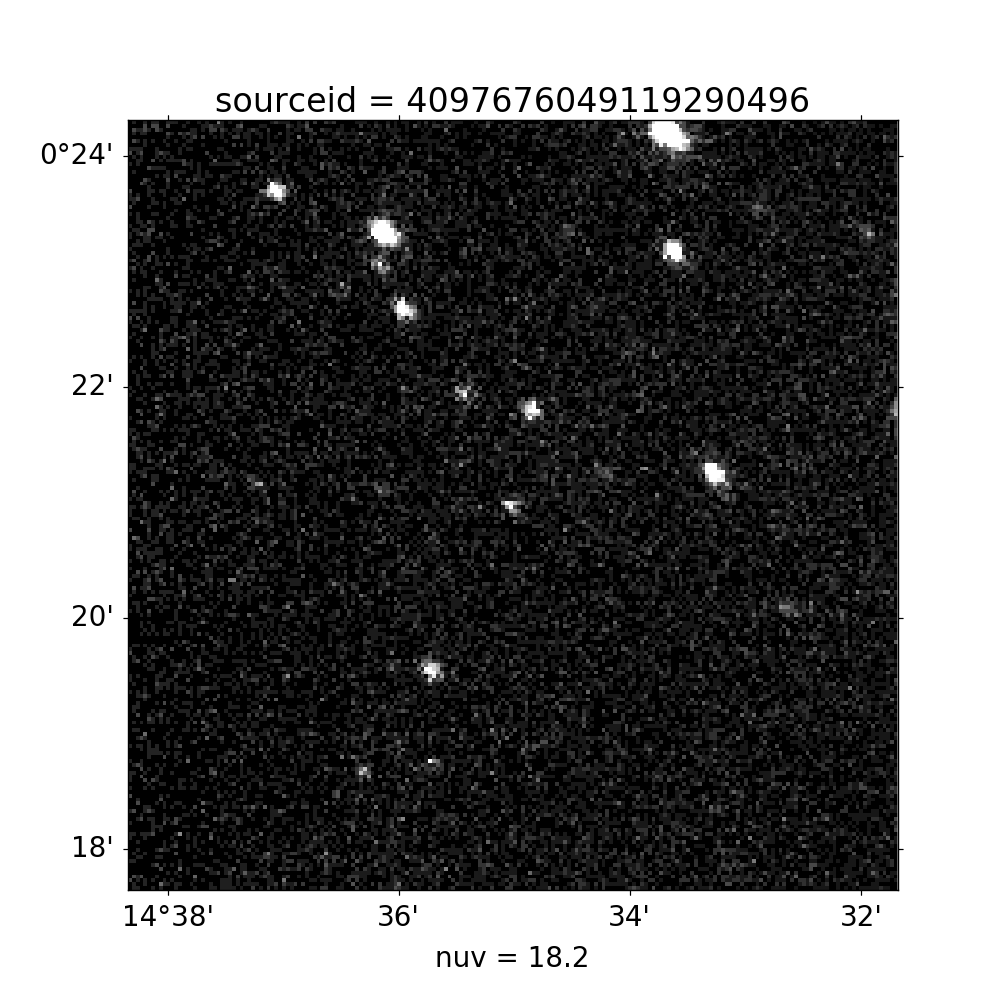 sourceid = 4097676049119290496
0°24'
22'
20'
18'
14°38' 36' 34' 32'
nuv = 18.2